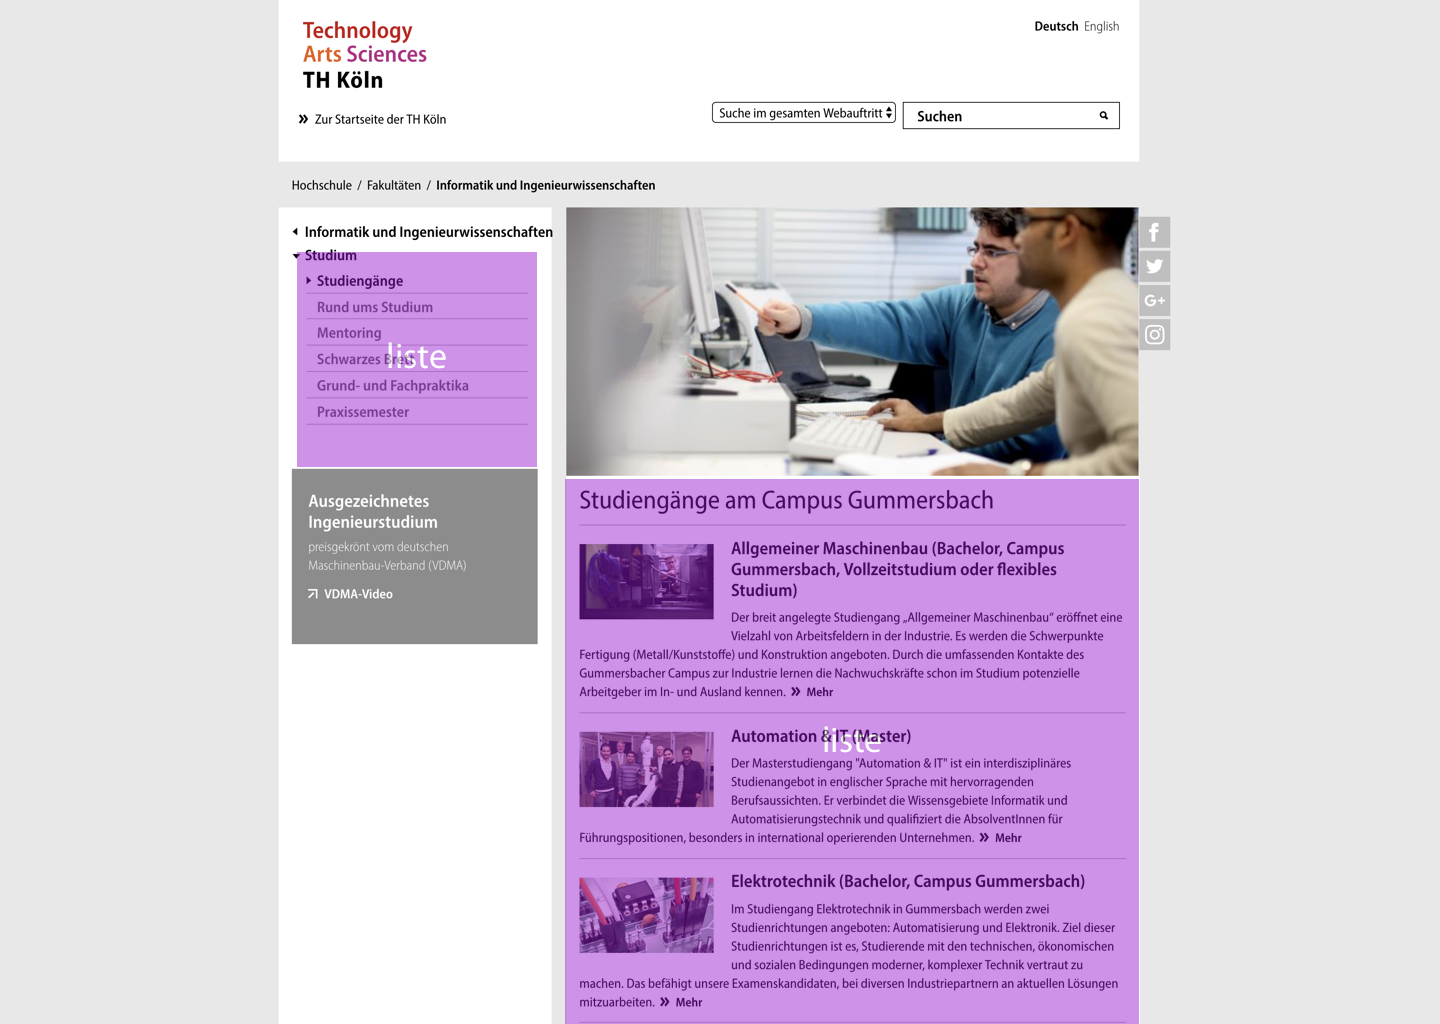 Technology
Arts Sciences
TH Köln
Deutsch English
Zur Startseite der TH Köln
Suche im gesamten Webauftritt
Suchen
Hochschule / Fakultäten / Informatik und Ingenieurwissenschaften
Informatik und Ingenieurwissenschaften
Studium
Studiengänge
Rund ums Studium
Mentoring
Schwarzes Brett
liste
Grund- und Fachpraktika
Praxissemester
Ausgezeichnetes
Ingenieurstudium
preisgekrönt vom deutschen
Maschinenbau-Verband (VDMA)
VDMA-Video
Studiengänge am Campus Gummersbach
Allgemeiner Maschinenbau (Bachelor, Campus
Gummersbach, Vollzeitstudium oder flexibles
Studium)
Der breit angelegte Studiengang „Allgemeiner Maschinenbau“ eröffnet eine
Vielzahl von Arbeitsfeldern in der Industrie. Es werden die Schwerpunkte
Fertigung (Metall/Kunststoffe) und Konstruktion angeboten. Durch die umfassenden Kontakte des
Gummersbacher Campus zur Industrie lernen die Nachwuchskräfte schon im Studium potenzielle
Arbeitgeber im In- und Ausland kennen. Mehr
Automation & IT (Master)
liste
Der Masterstudiengang "Automation & IT" ist ein interdisziplinäres
Studienangebot in englischer Sprache mit hervorragenden
Berufsaussichten. Er verbindet die Wissensgebiete Informatik und
Automatisierungstechnik und qualifiziert die AbsolventInnen für
Führungspositionen, besonders in international operierenden Unternehmen. Mehr
Elektrotechnik (Bachelor, Campus Gummersbach)
Im Studiengang Elektrotechnik in Gummersbach werden zwei
Studienrichtungen angeboten: Automatisierung und Elektronik. Ziel dieser
Studienrichtungen ist es, Studierende mit den technischen, ökonomischen
und sozialen Bedingungen moderner, komplexer Technik vertraut zu
machen. Das befähigt unsere Examenskandidaten, bei diversen Industriepartnern an aktuellen Lösungen
mitzuarbeiten. Mehr